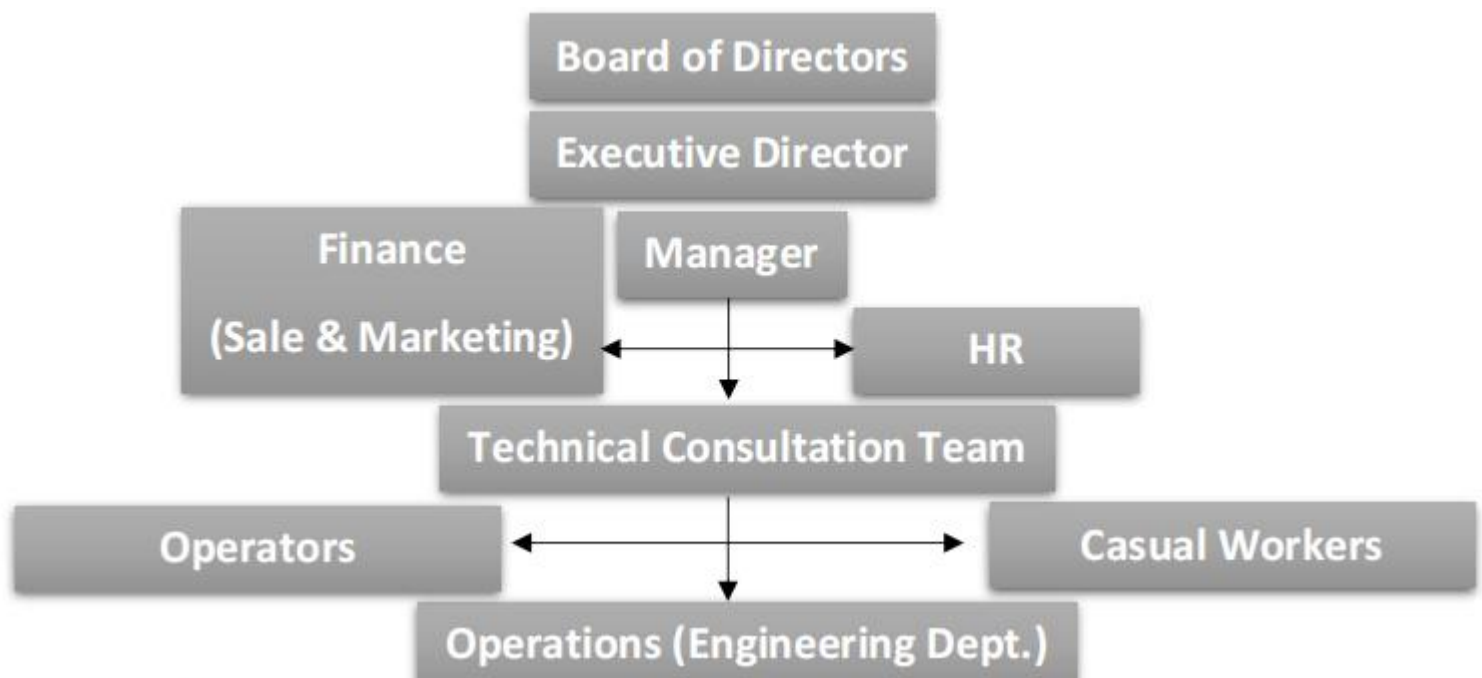 Board of Directors
Executive Director
Finance
(Sale & Marketing)
Manager
HR
Technical Consultation Team
Operators
Casual Workers
Operations (Engineering Dept.)